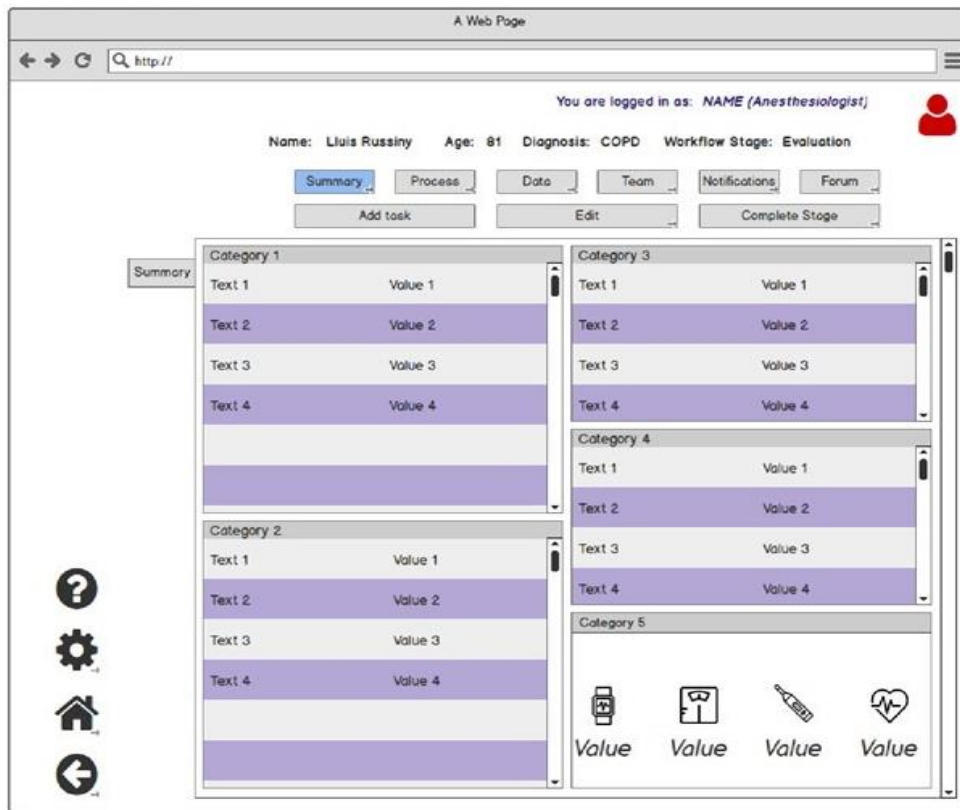 A Web Page
http://
You are logged in as: NAME (Anesthesiologist)
Name: Lluis Russiny Age: 81 Diagnosis: COPD Workflow Stage: Evaluation
Summary Process Data Team Notifications Forum
Add task Edit Complete Stage
Summary
Category 1
Text 1 Value 1
Text 2 Value 2
Text 3 Value 3
Text 4 Value 4
Category 2
Text 1 Value 1
Text 2 Value 2
Text 3 Value 3
Text 4 Value 4
Category 3
Text 1 Value 1
Text 2 Value 2
Text 3 Value 3
Text 4 Value 4
Category 4
Text 1 Value 1
Text 2 Value 2
Text 3 Value 3
Text 4 Value 4
Category 5
Value Value Value Value